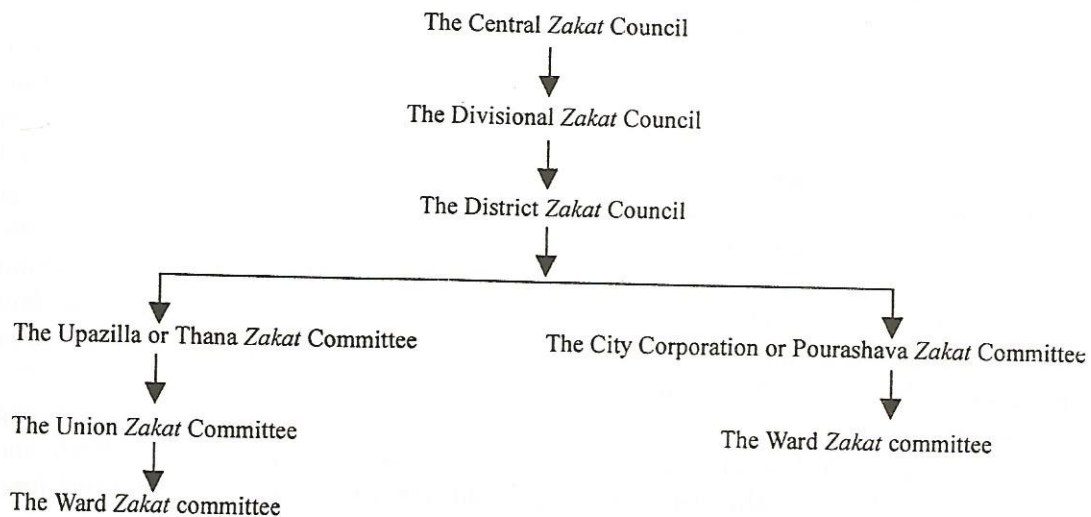 The Central Zakat Council
The Divisional Zakat Council
The District Zakat Council
The Upazilla or Thana Zakat Committee
The City Corporation or Pourashava Zakat Committee
The Union Zakat Committee
The Ward Zakat committee
The Ward Zakat committee